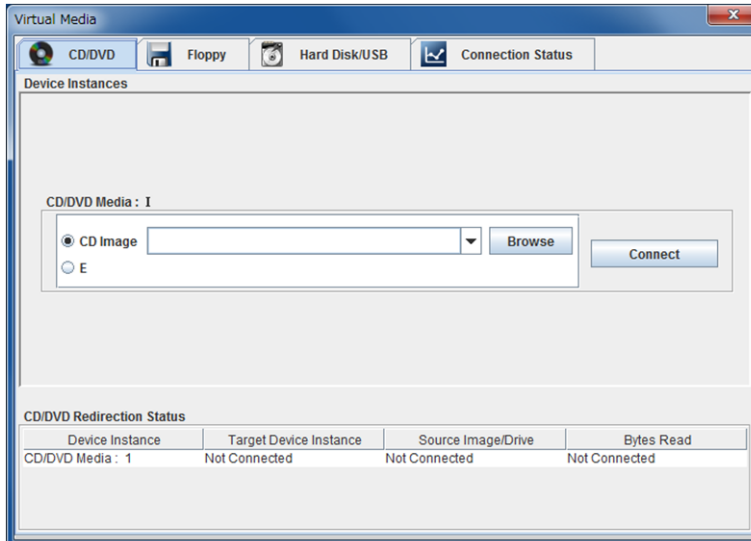 Virtual Media
CD/DVD Floppy Hard Disk/USB Connection Status
Device Instances
CD/DVD Media : I
CD Image Browse
Connect
E
CD/DVD Redirection Status
Device Instance Target Device Instance Source Image/Drive Bytes Read
CD/DVD Media : 1 Not Connected Not Connected Not Connected